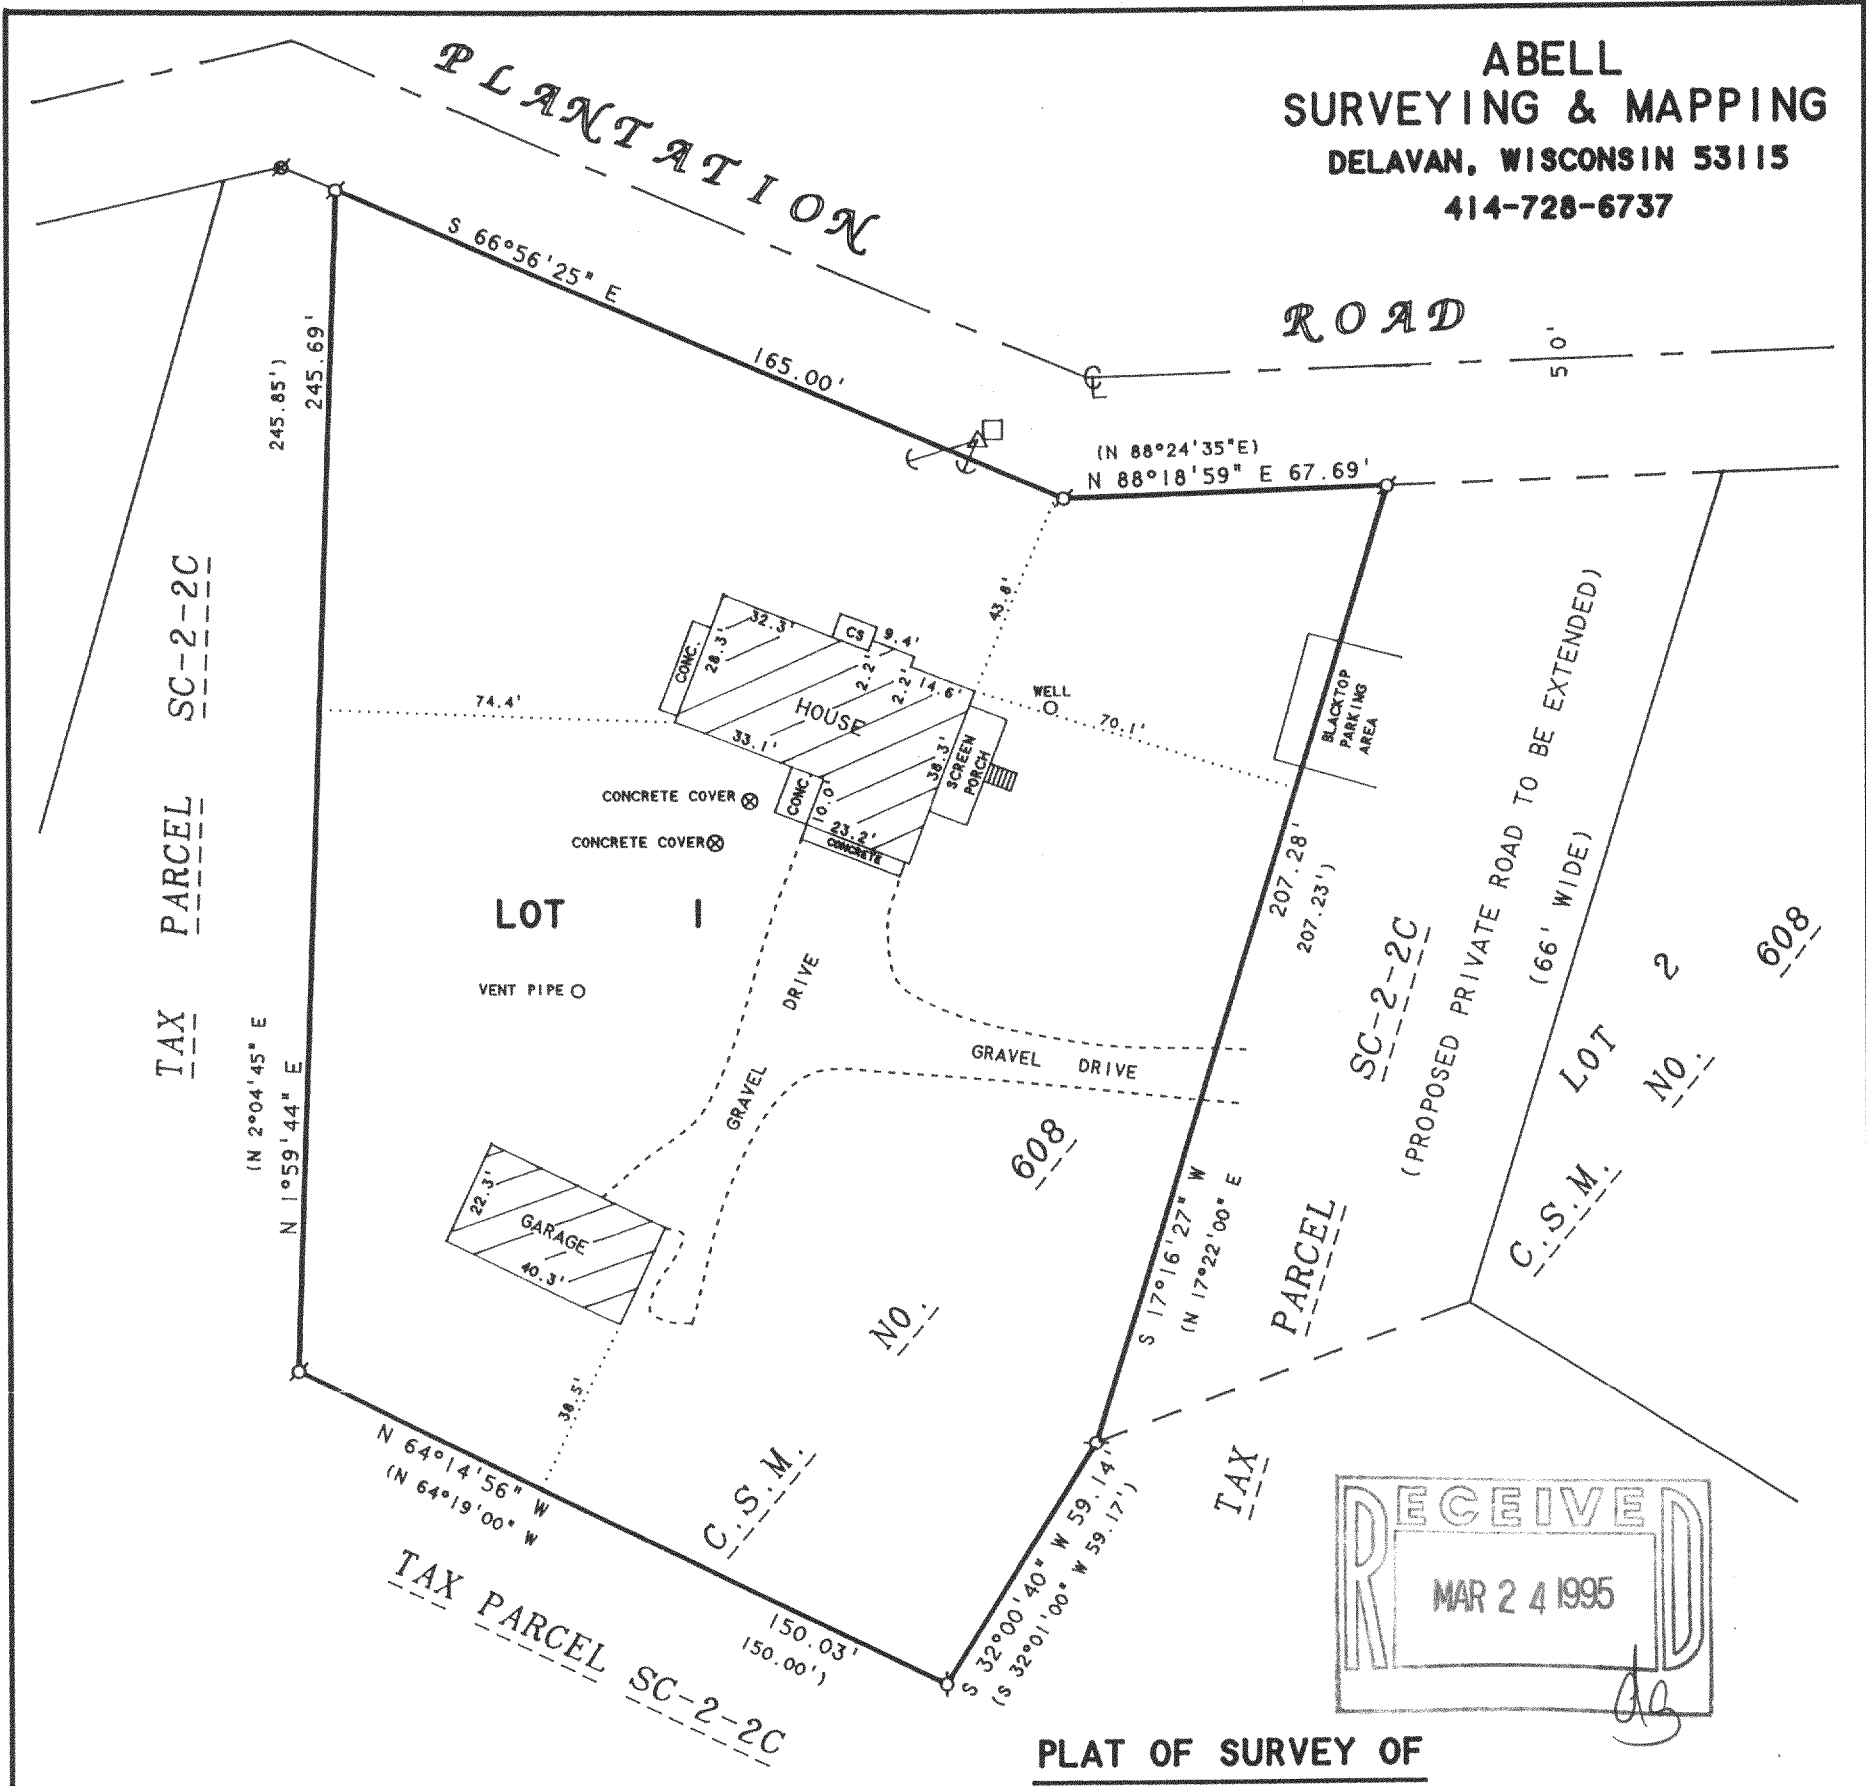 ABELL
SURVEYING & MAPPING
DELAVAN, WISCONSIN 53115
414-728-6737
PLANTATION
ROAD
50'
S 66°56'25" E
165.00'
(N 88°24'35"E)
N 88°18'59" E 67.69'
245.85')
245.69'
43.8'
32.3'
28.3'
CONC.
CS
9.4'
2.2'
2.2'
14.6'
HOUSE
33.1'
38.3'
SCREEN
PORCH
CONC.
10.0'
23.2'
CONCRETE
74.4'
WELL
70.1'
BLACKTOP
PARKING
AREA
CONCRETE COVER
CONCRETE COVER
LOT 1
VENT PIPE
GRAVEL DRIVE
GRAVEL DRIVE
22.3'
GARAGE
40.3'
38.5'
TAX PARCEL SC-2-2C
(N 2°04'45" E
N 1°59'44" E
207.28'
207.23')
S 17°16'27" W
(N 17°22'00" E
TAX PARCEL SC-2-2C
(PROPOSED PRIVATE ROAD TO BE EXTENDED)
(66' WIDE)
LOT 2
C.S.M. NO. 608
C.S.M. NO. 608
N 64°14'56" W
(N 64°19'00" W
150.03'
150.00')
S 32°00'40" W 59.14'
(S 32°01'00" W 59.17')
TAX PARCEL SC-2-2C
RECEIVED
MAR 24 1995
PLAT OF SURVEY OF